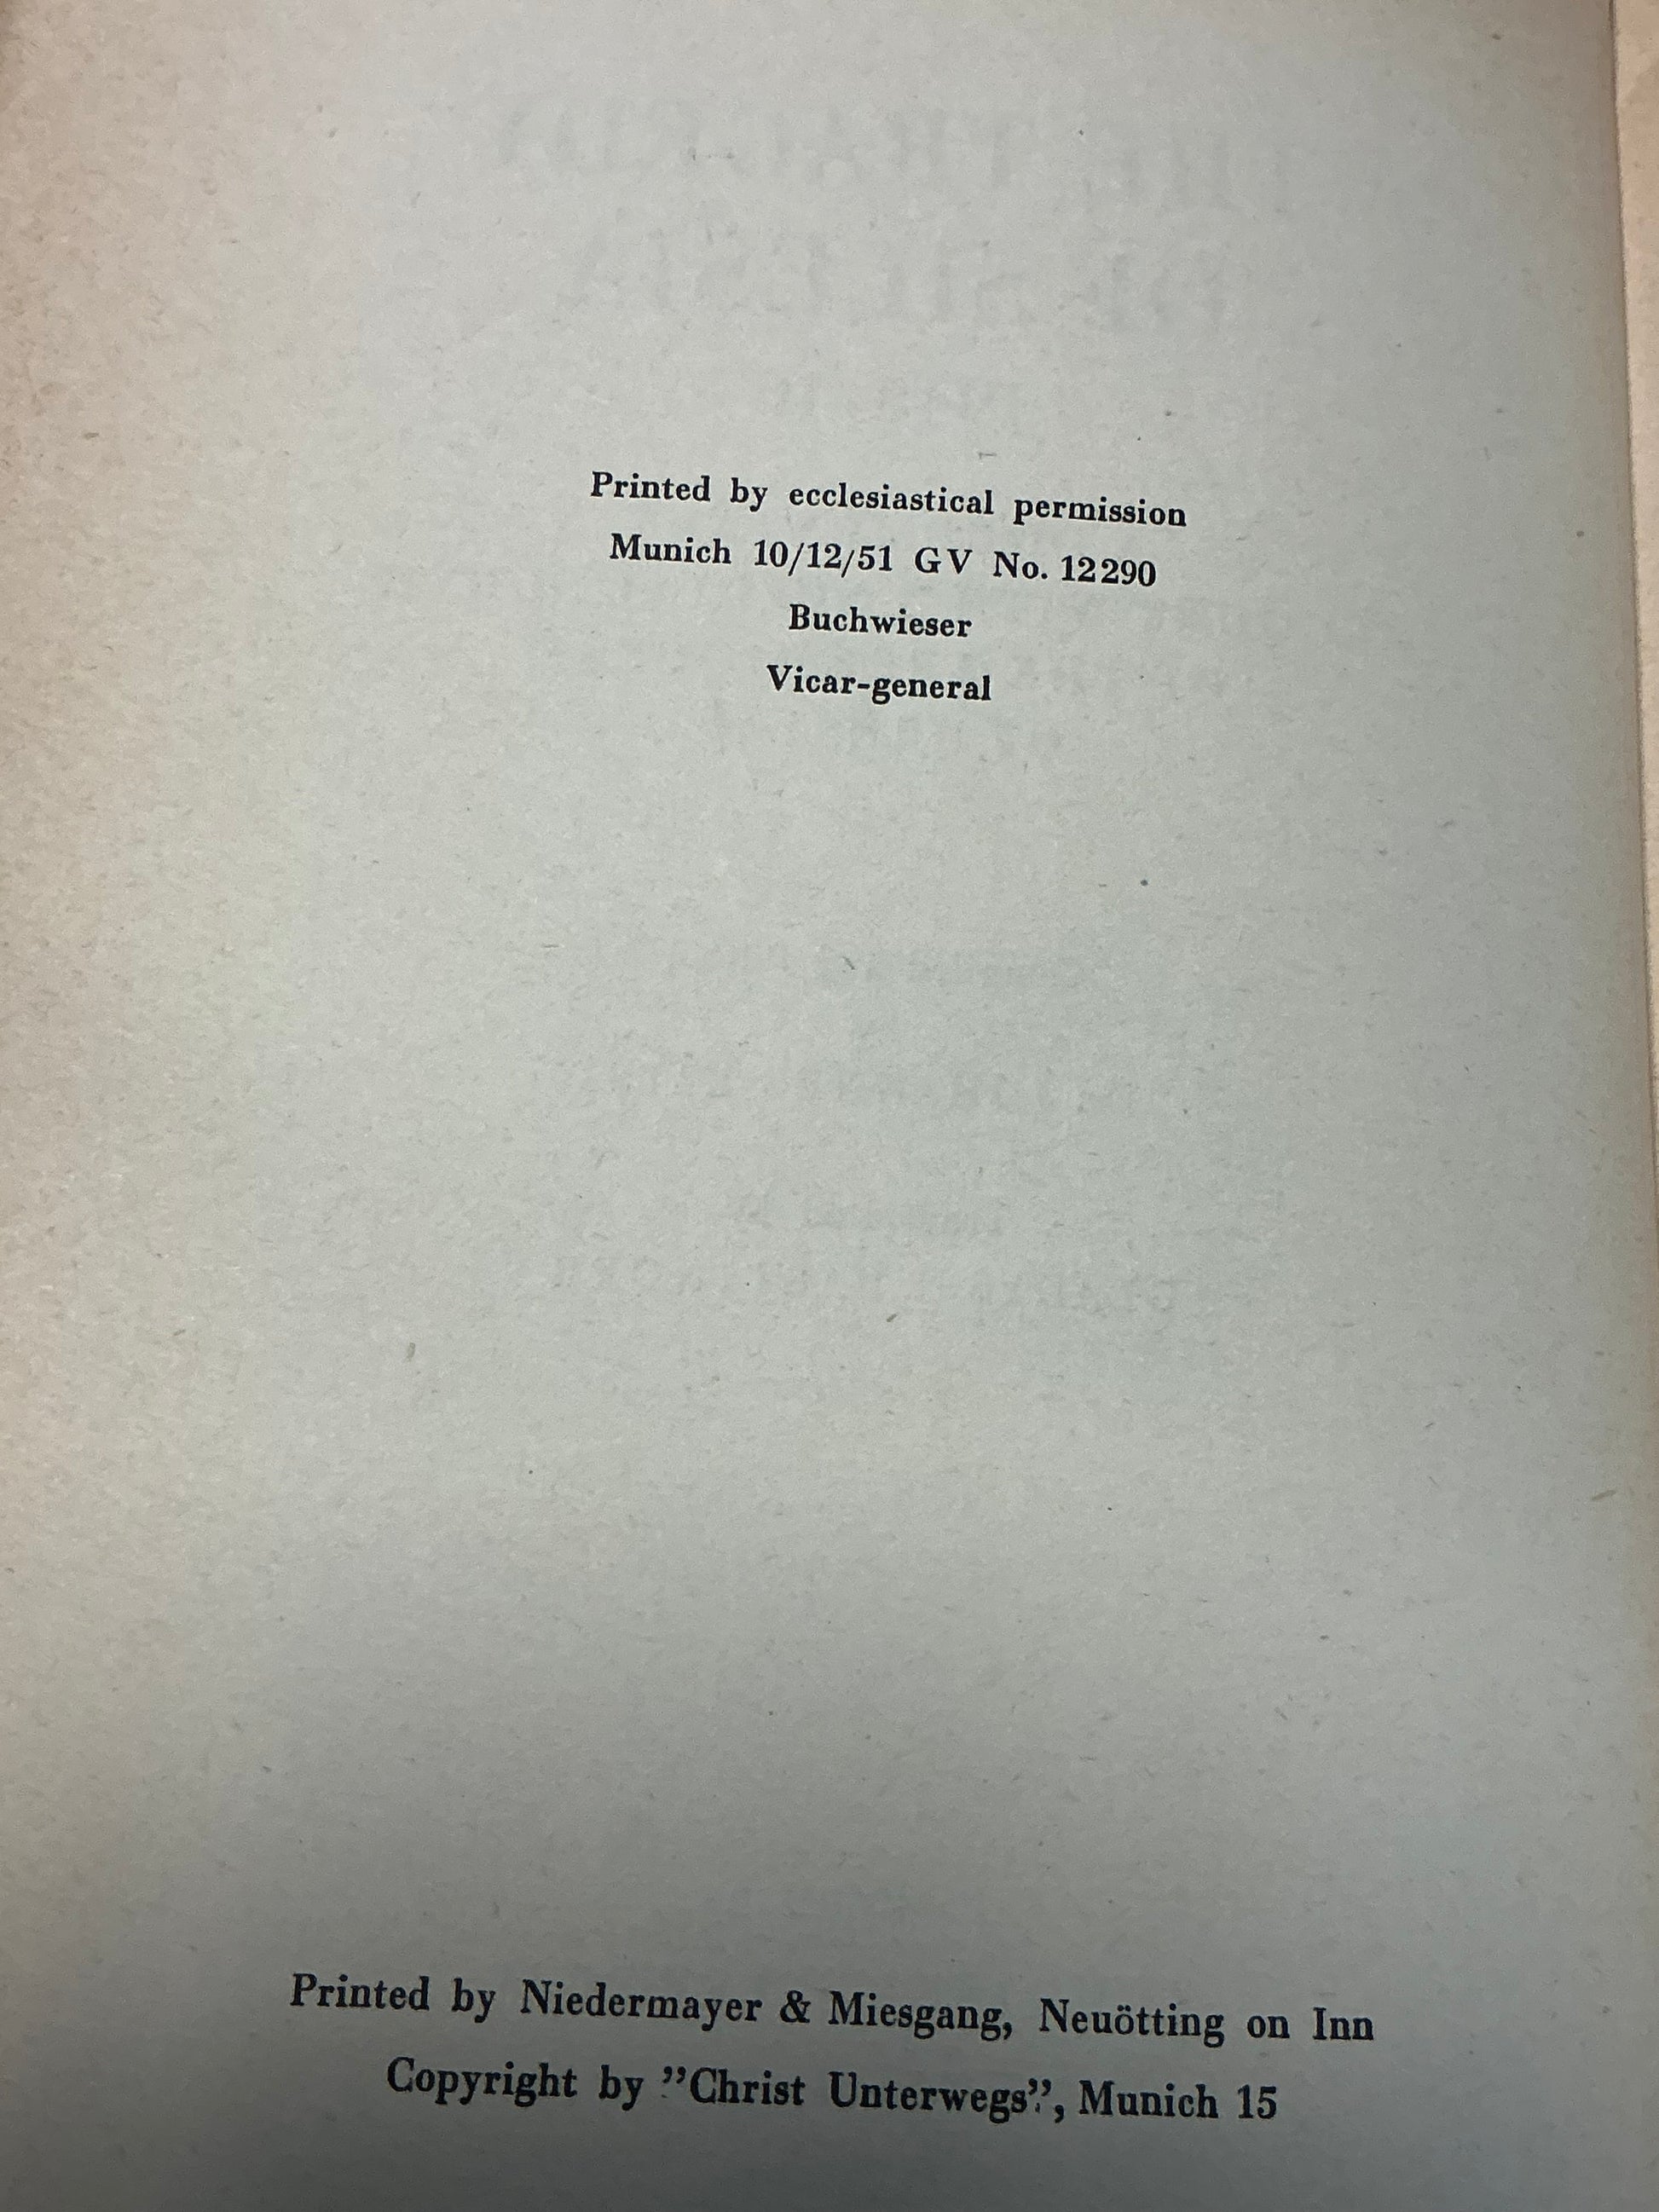 Printed by ecclesiastical permission
Munich 10/12/51 GV No. 12290
Buchwieser
Vicar-general
Printed by Niedermayer & Miesgang, Neuötting on Inn
Copyright by ”Christ Unterwegs”, Munich 15